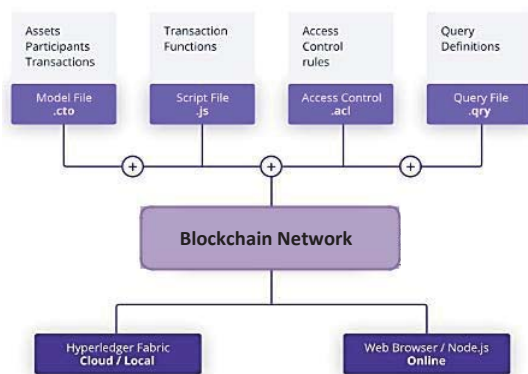 Assets
Participants
Transactions
Transaction
Functions
Access
Control
rules
Query
Definitions
Model File
.cto
Script File
.js
Access Control
.acl
Query File
.qry
+
+
+
Blockchain Network
Hyperledger Fabric
Cloud / Local
Web Browser / Node.js
Online